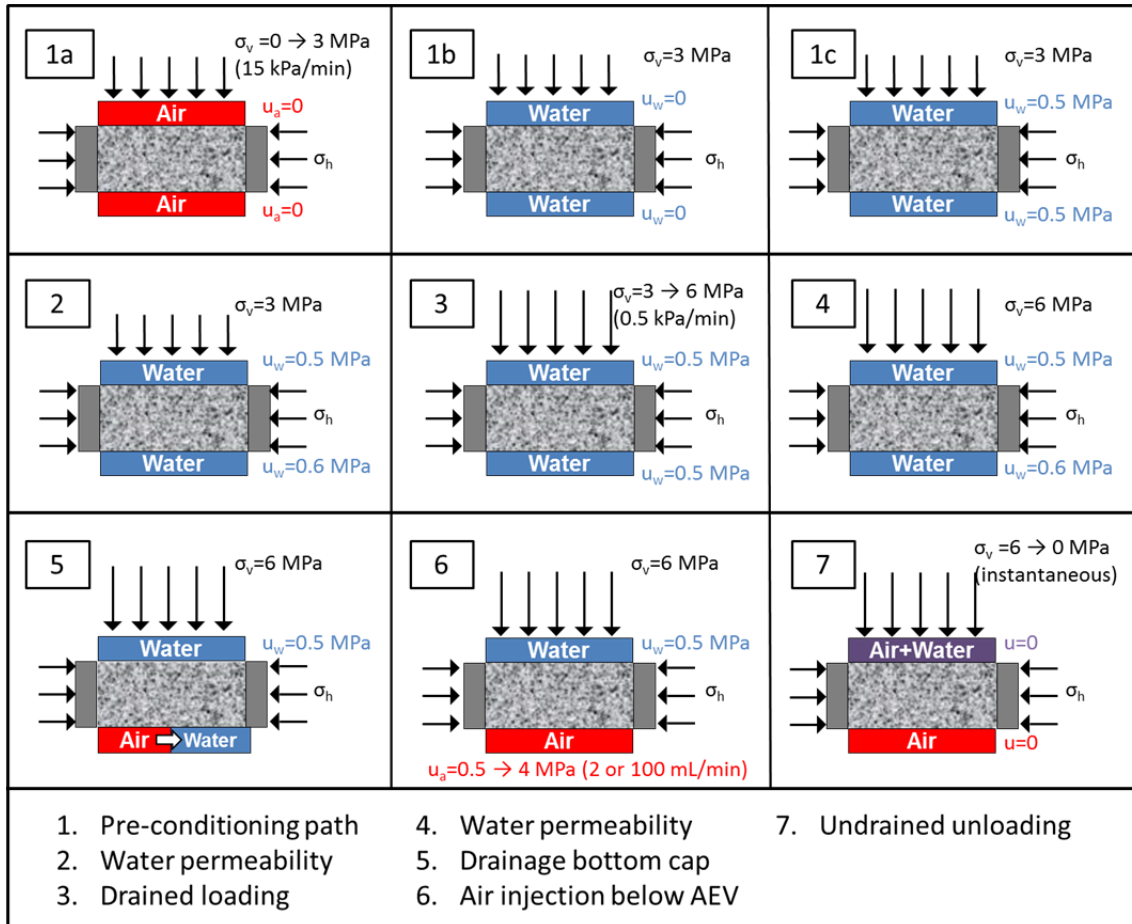 1a
σv =0 → 3 MPa
(15 kPa/min)
Air
ua=0
σh
Air
ua=0
1b
σv=3 MPa
Water
uw=0
σh
Water
uw=0
1c
σv=3 MPa
Water
uw=0.5 MPa
σh
Water
uw=0.5 MPa
2
σv=3 MPa
Water
uw=0.5 MPa
σh
Water
uw=0.6 MPa
3
σv=3 → 6 MPa
(0.5 kPa/min)
Water
uw=0.5 MPa
σh
Water
uw=0.5 MPa
4
σv=6 MPa
Water
uw=0.5 MPa
σh
Water
uw=0.6 MPa
5
σv=6 MPa
Water
uw=0.5 MPa
σh
Air Water
6
σv=6 MPa
Water
uw=0.5 MPa
σh
Air
ua=0.5 → 4 MPa (2 or 100 mL/min)
7
σv =6 → 0 MPa
(instantaneous)
Air+Water
u=0
σh
Air
u=0
1. Pre-conditioning path
2. Water permeability
3. Drained loading
4. Water permeability
5. Drainage bottom cap
6. Air injection below AEV
7. Undrained unloading